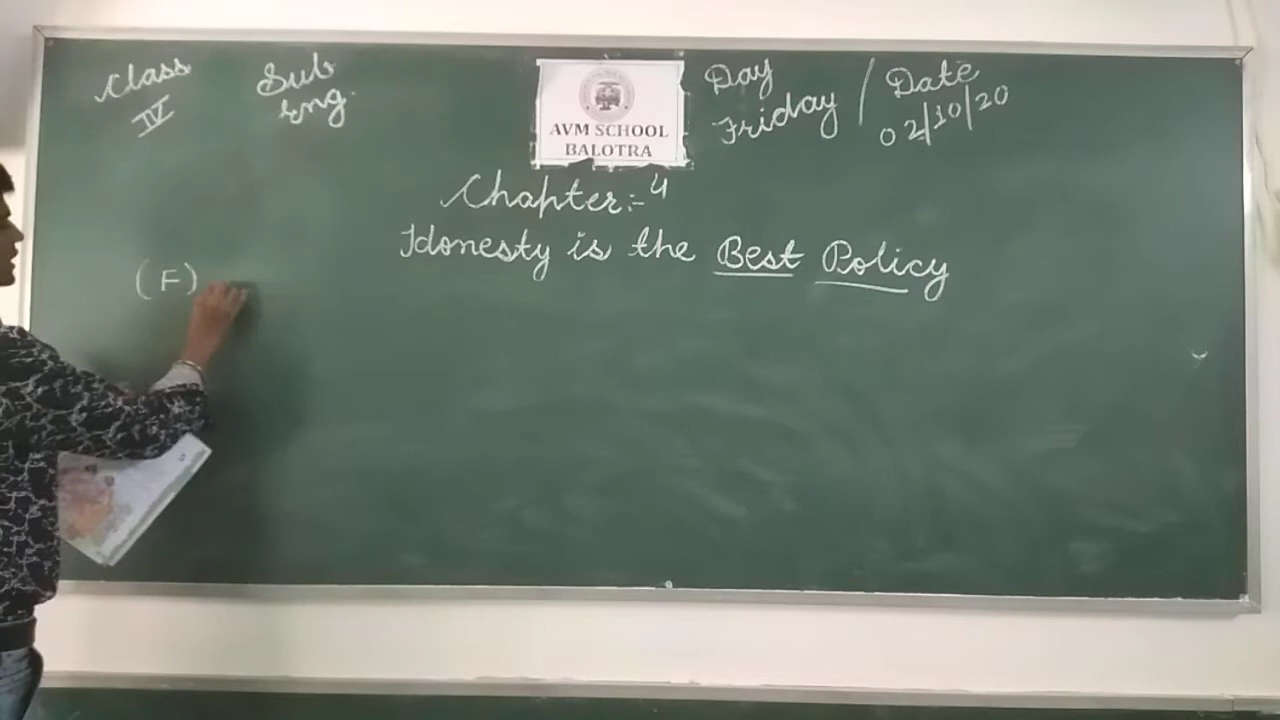 Class
IV
Sub
Eng.
AVM SCHOOL
BALOTRA
Day
Friday
/
Date
02/10/20
Chapter:- 4
Honesty is the Best Policy
(F)